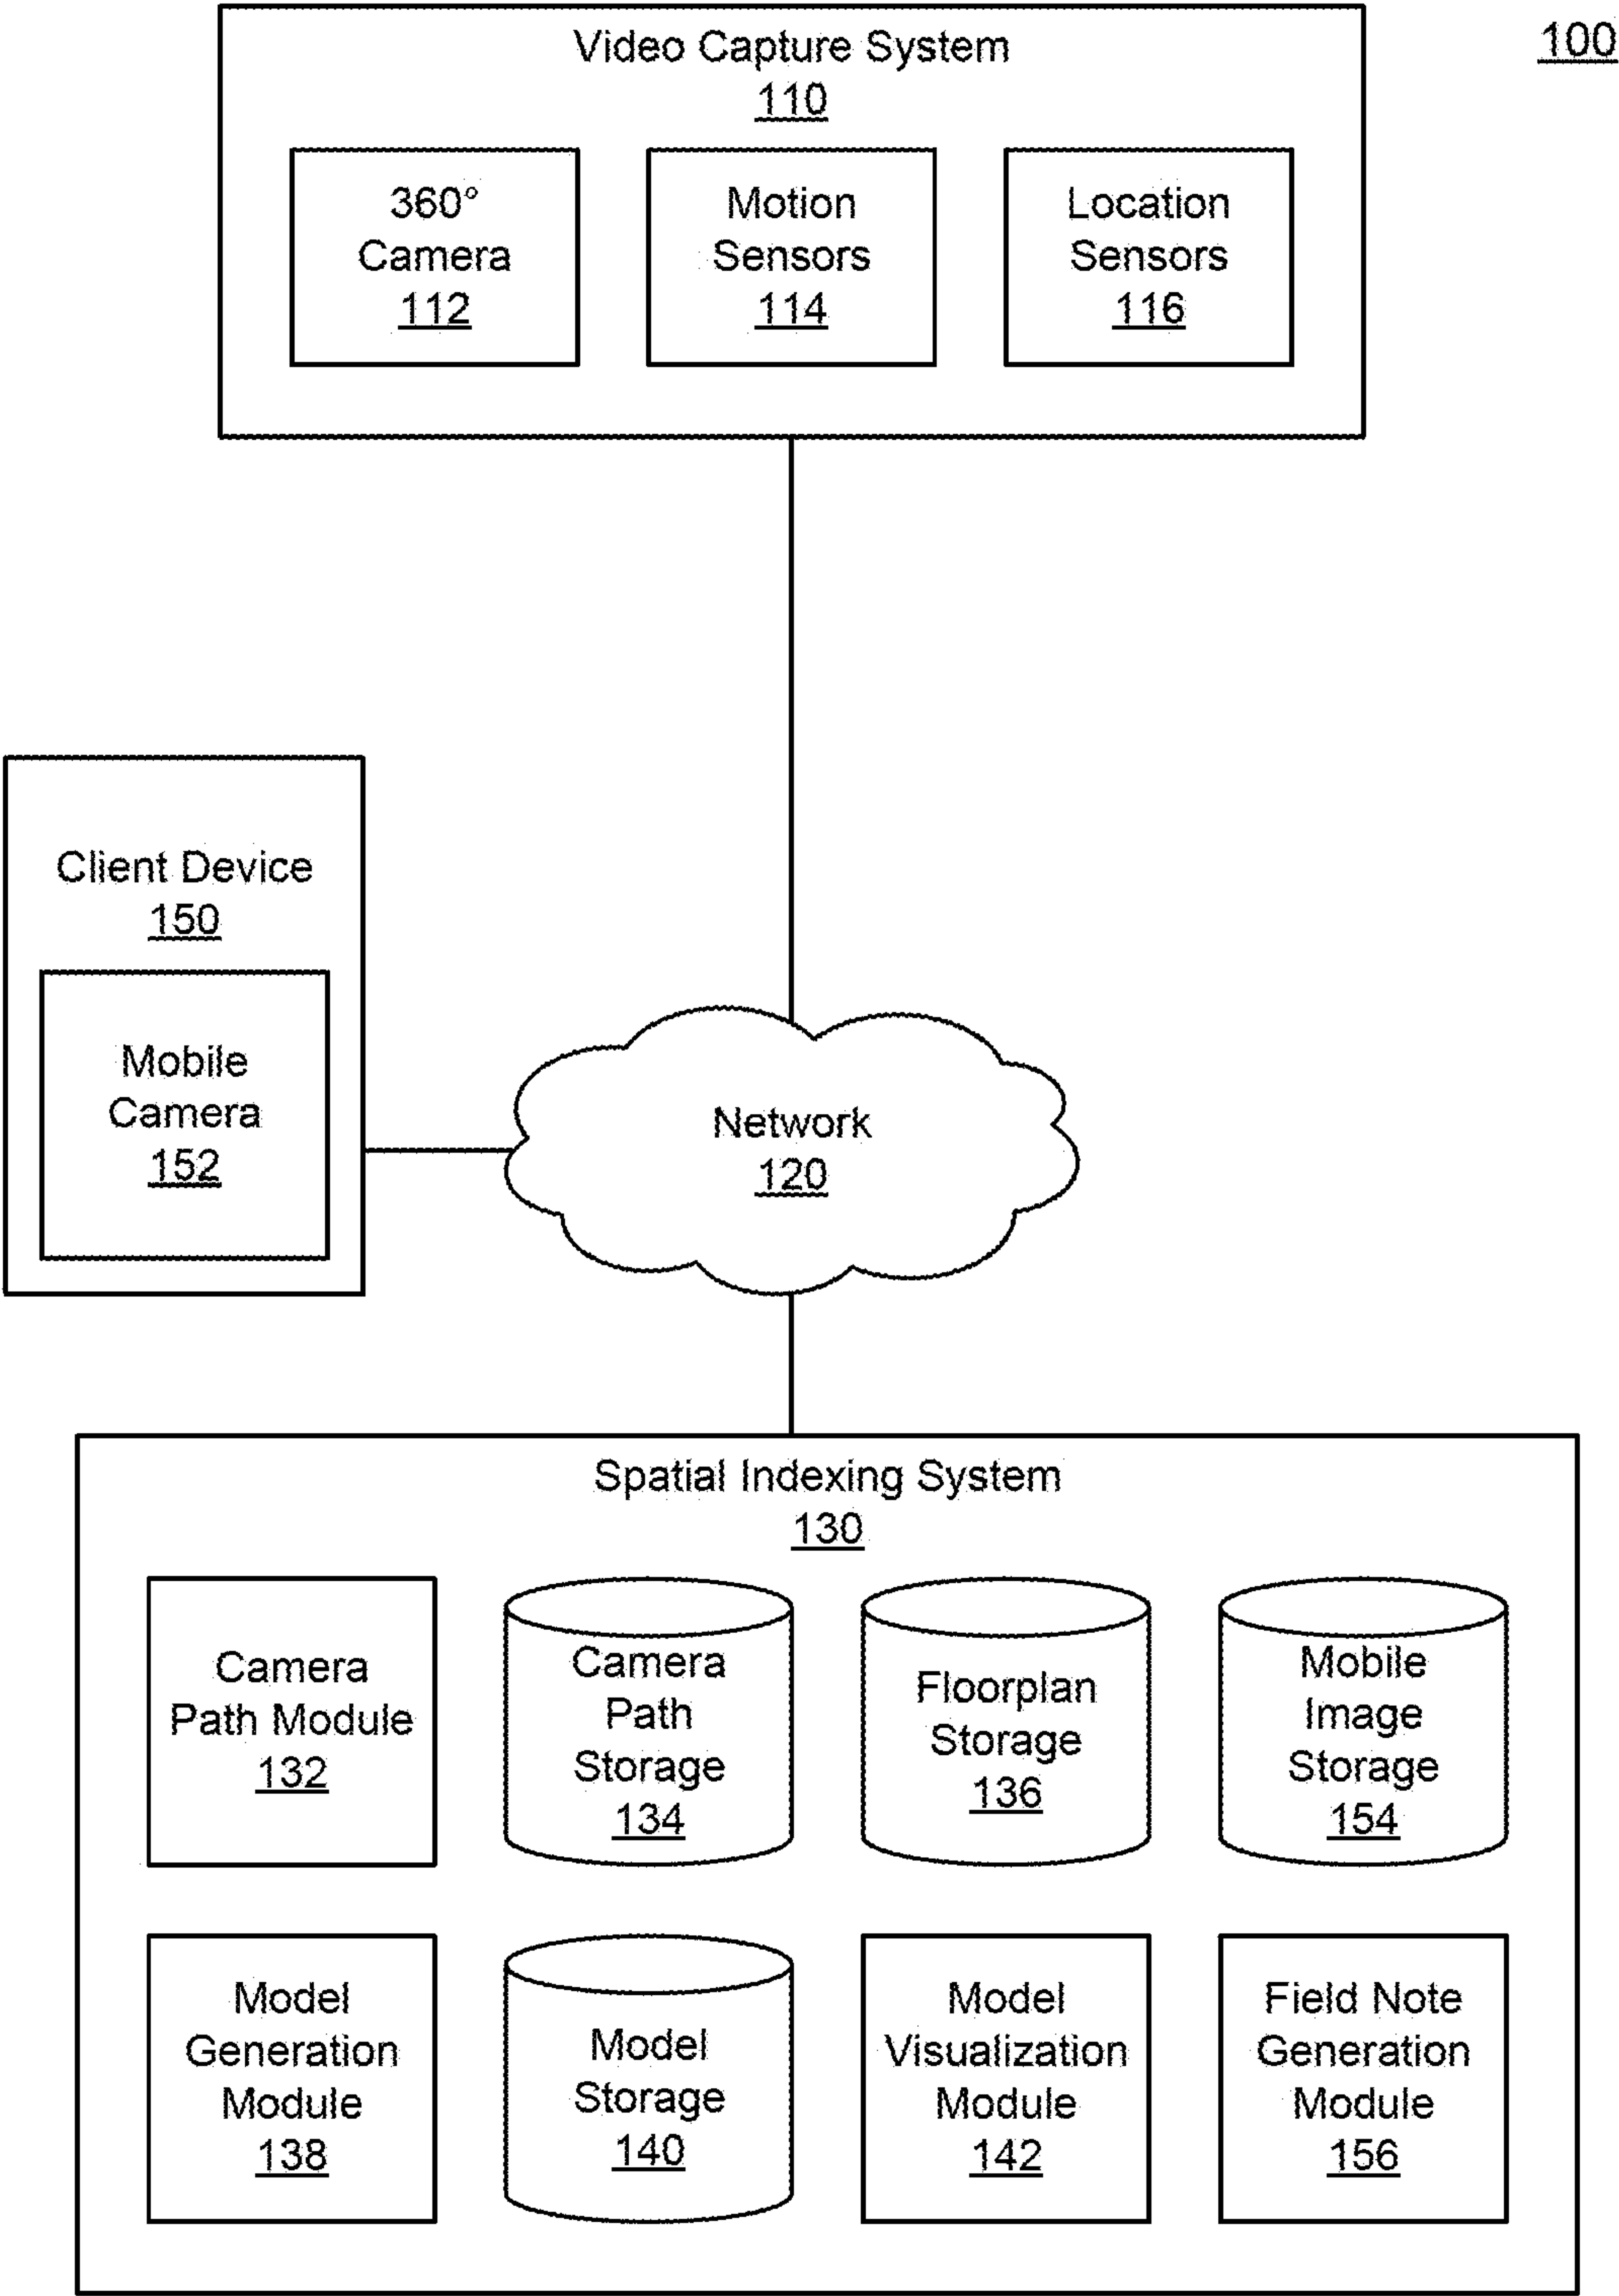 100
Video Capture System
110
360°
Camera
112
Motion
Sensors
114
Location
Sensors
116
Client Device
150
Mobile
Camera
152
Network
120
Spatial Indexing System
130
Camera
Path Module
132
Camera
Path
Storage
134
Floorplan
Storage
136
Mobile
Image
Storage
154
Model
Generation
Module
138
Model
Storage
140
Model
Visualization
Module
142
Field Note
Generation
Module
156